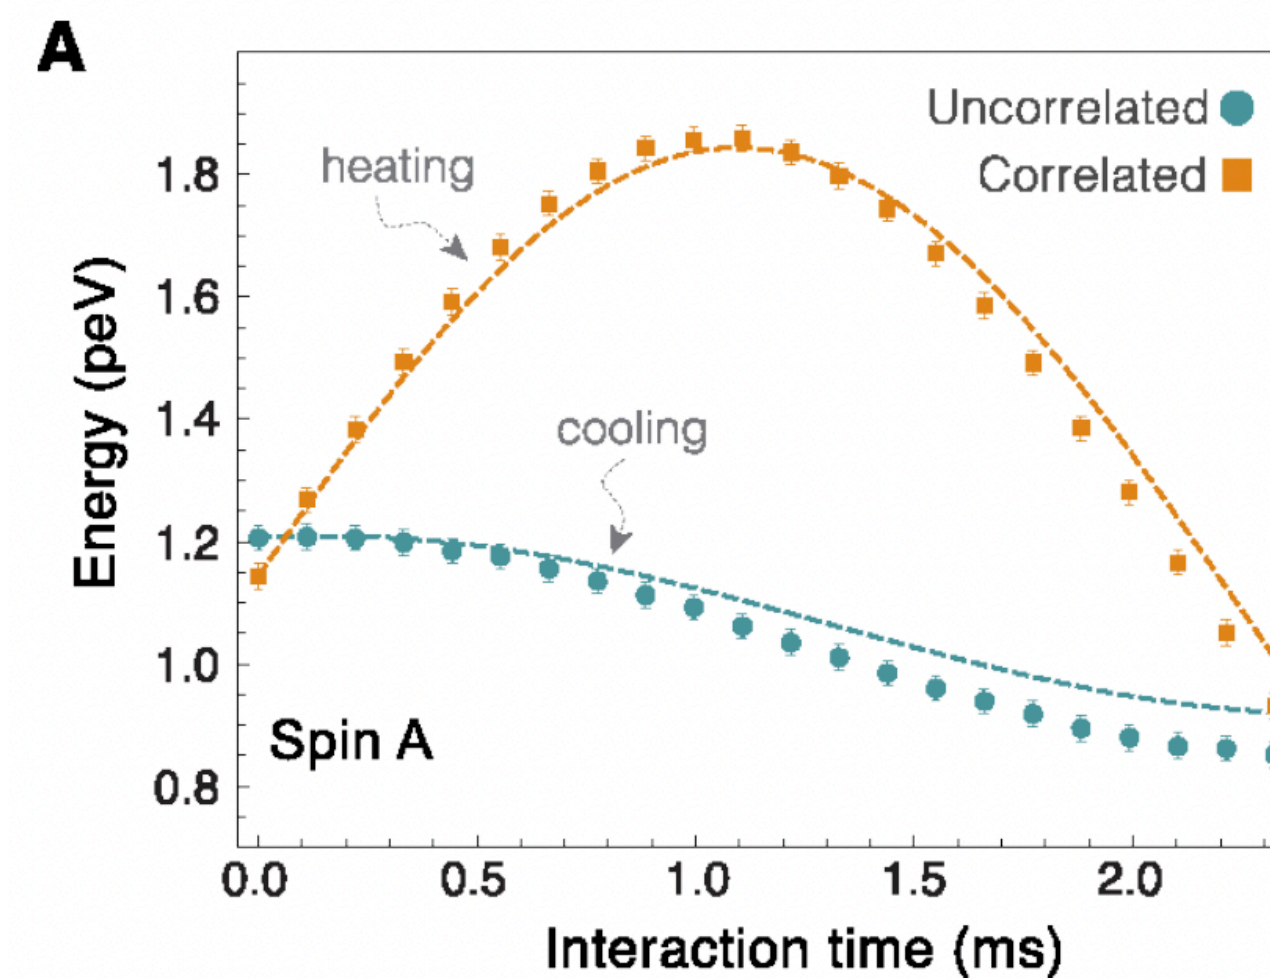 A
Uncorrelated
Correlated
heating
cooling
Spin A
Energy (peV)
1.8
1.6
1.4
1.2
1.0
0.8
0.0 0.5 1.0 1.5 2.0
Interaction time (ms)